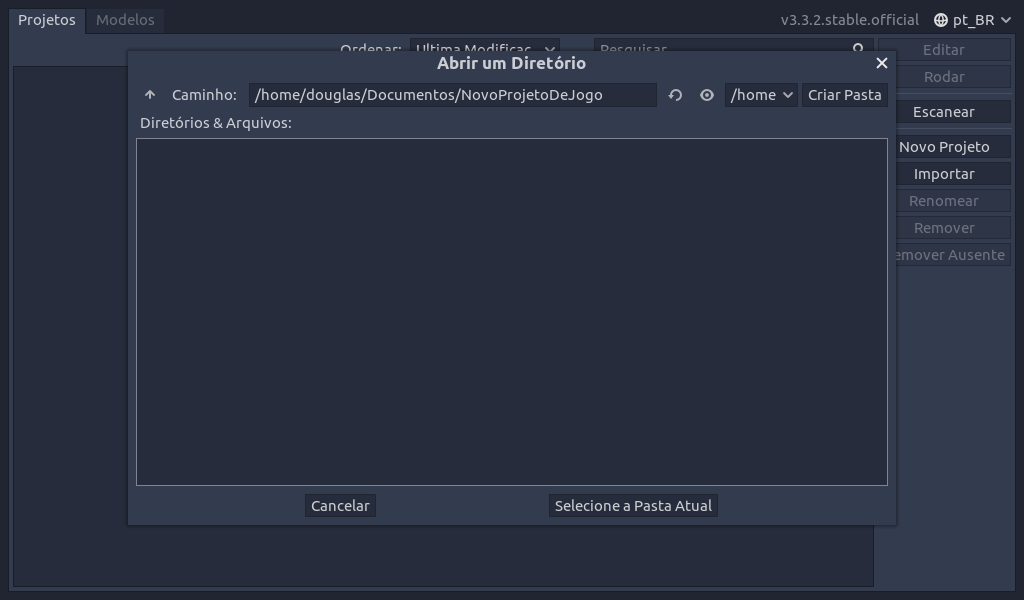 Projetos Modelos v3.3.2.stable.official pt_BR
Ordenar: Ultima Modificac Pesquisar Editar
Abrir um Diretório
Rodar
Caminho: /home/douglas/Documentos/NovoProjetoDeJogo /home Criar Pasta
Escanear
Diretórios & Arquivos:
Novo Projeto
Importar
Renomear
Remover
emover Ausente
Cancelar Selecione a Pasta Atual